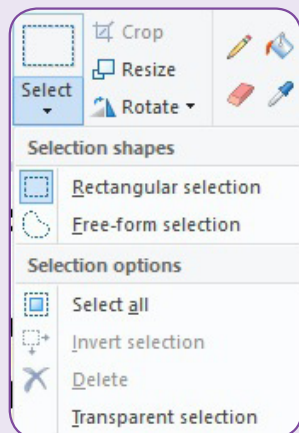 Crop
Resize
Select
Rotate
Selection shapes
Rectangular selection
Free-form selection
Selection options
Select all
Invert selection
Delete
Transparent selection